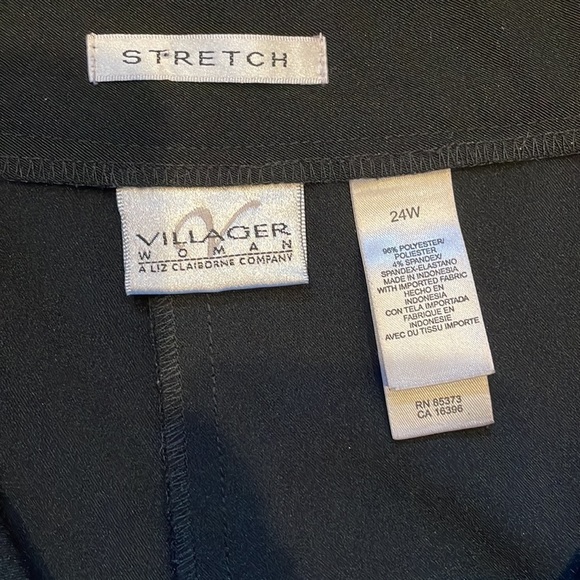 STRETCH
VILLAGER
WOMAN
A LIZ CLAIBORNE COMPANY
24W
96% POLYESTER/
POLIESTER
4% SPANDEX/
SPANDEX-ELASTANO
MADE IN INDONESIA
WITH IMPORTED FABRIC
HECHO EN
INDONESIA
CON TELA IMPORTADA
FABRIQUE EN
INDONESIE
AVEC DU TISSU IMPORTE
RN 85373
CA 16396